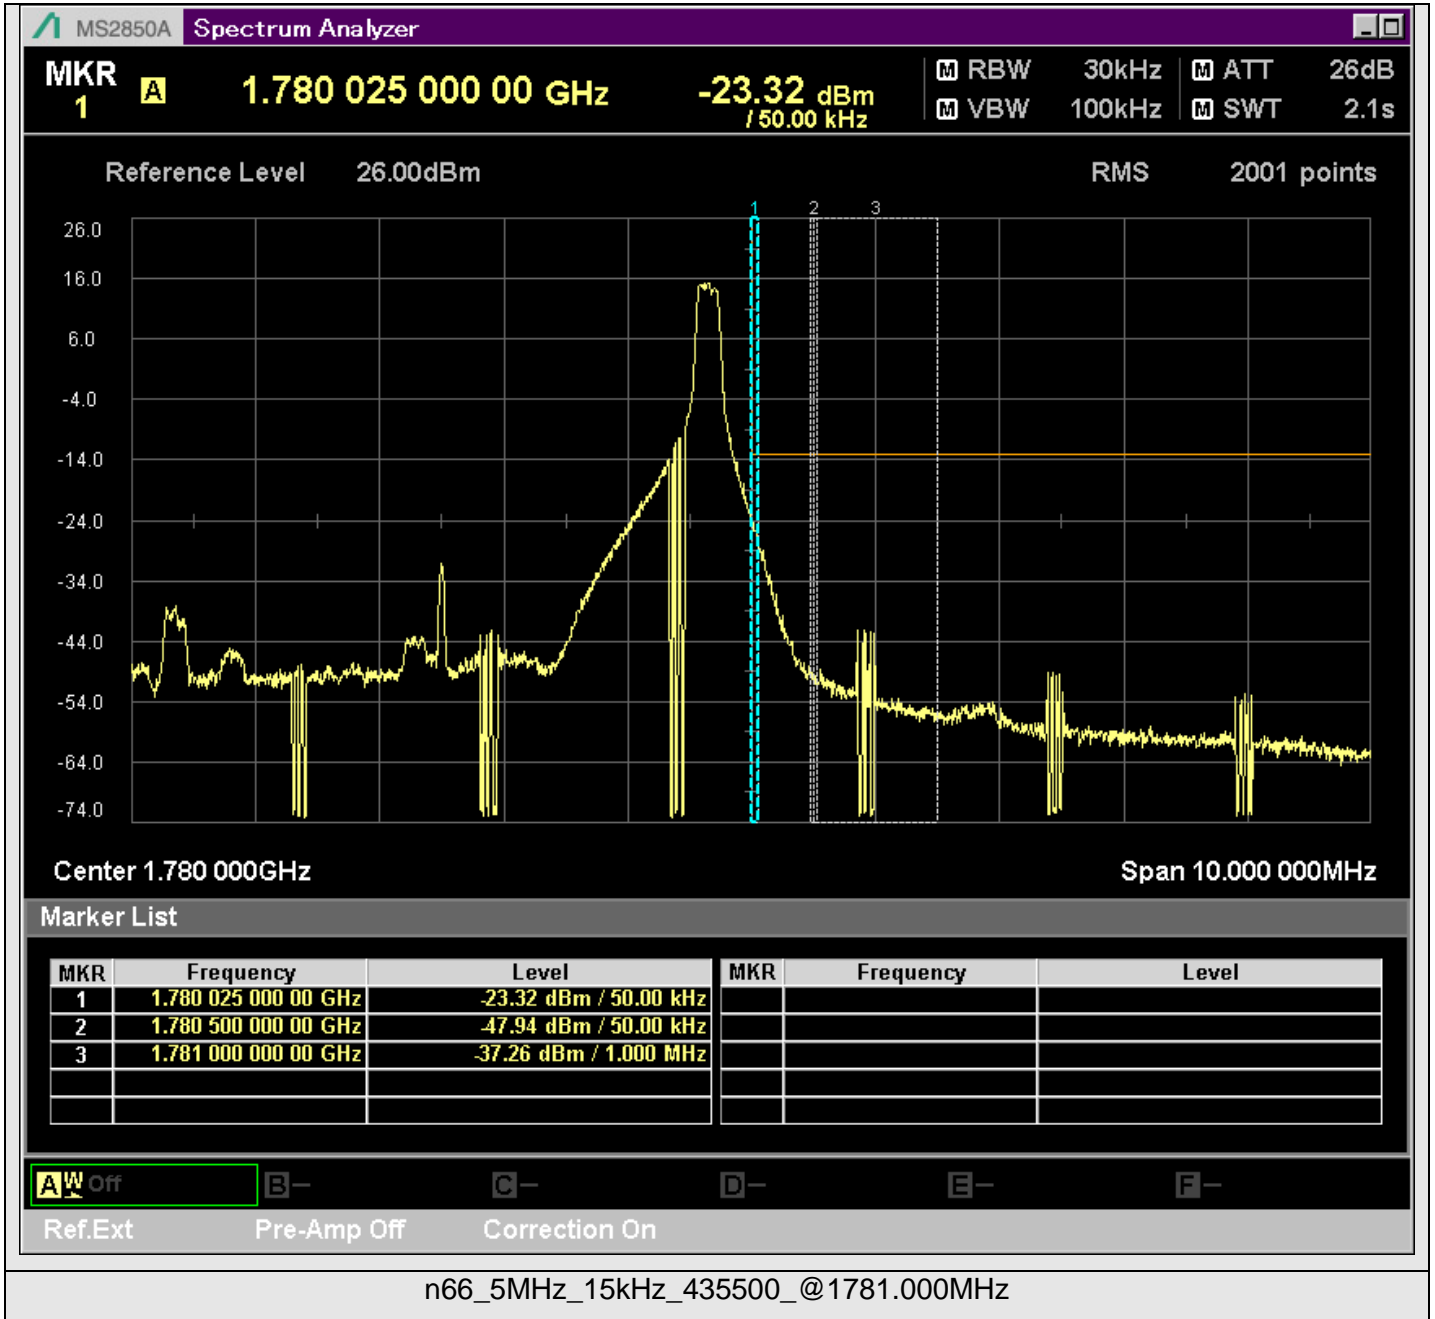 MS2850A Spectrum Analyzer
MKR 1 A 1.780 025 000 00 GHz -23.32 dBm / 50.00 kHz
M RBW 30kHz M ATT 26dB
M VBW 100kHz M SWT 2.1s
Reference Level 26.00dBm RMS 2001 points
1 2 3
26.0
16.0
6.0
-4.0
-14.0
-24.0
-34.0
-44.0
-54.0
-64.0
-74.0
Center 1.780 000GHz Span 10.000 000MHz
Marker List
MKR Frequency Level MKR Frequency Level
1 1.780 025 000 00 GHz -23.32 dBm / 50.00 kHz
2 1.780 500 000 00 GHz -47.94 dBm / 50.00 kHz
3 1.781 000 000 00 GHz -37.26 dBm / 1.000 MHz
A W Off B — C — D — E — F —
Ref.Ext Pre-Amp Off Correction On
n66_5MHz_15kHz_435500_@1781.000MHz